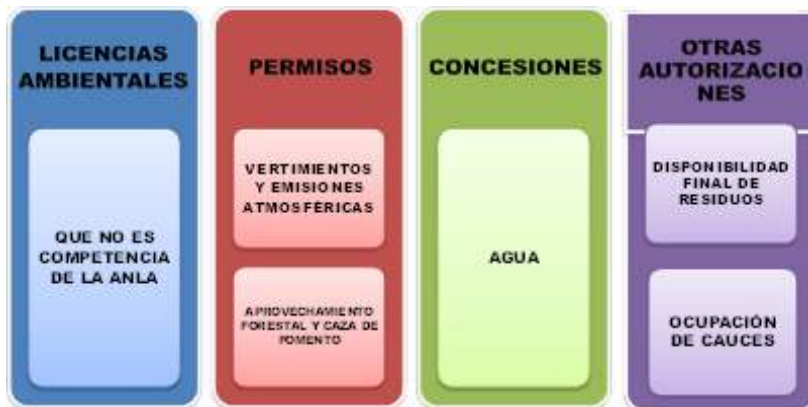 LICENCIAS
AMBIENTALES
QUE NO ES
COMPETENCIA
DE LA ANLA
PERMISOS
VERTIMIENTOS
Y EMISIONES
ATMOSFÉRICAS
APROVECHAMIENTO
FORESTAL Y CAZA DE
FOMENTO
CONCESIONES
AGUA
OTRAS
AUTORIZACIO
NES
DISPONIBILIDAD
FINAL DE
RESIDUOS
OCUPACIÓN
DE CAUCES